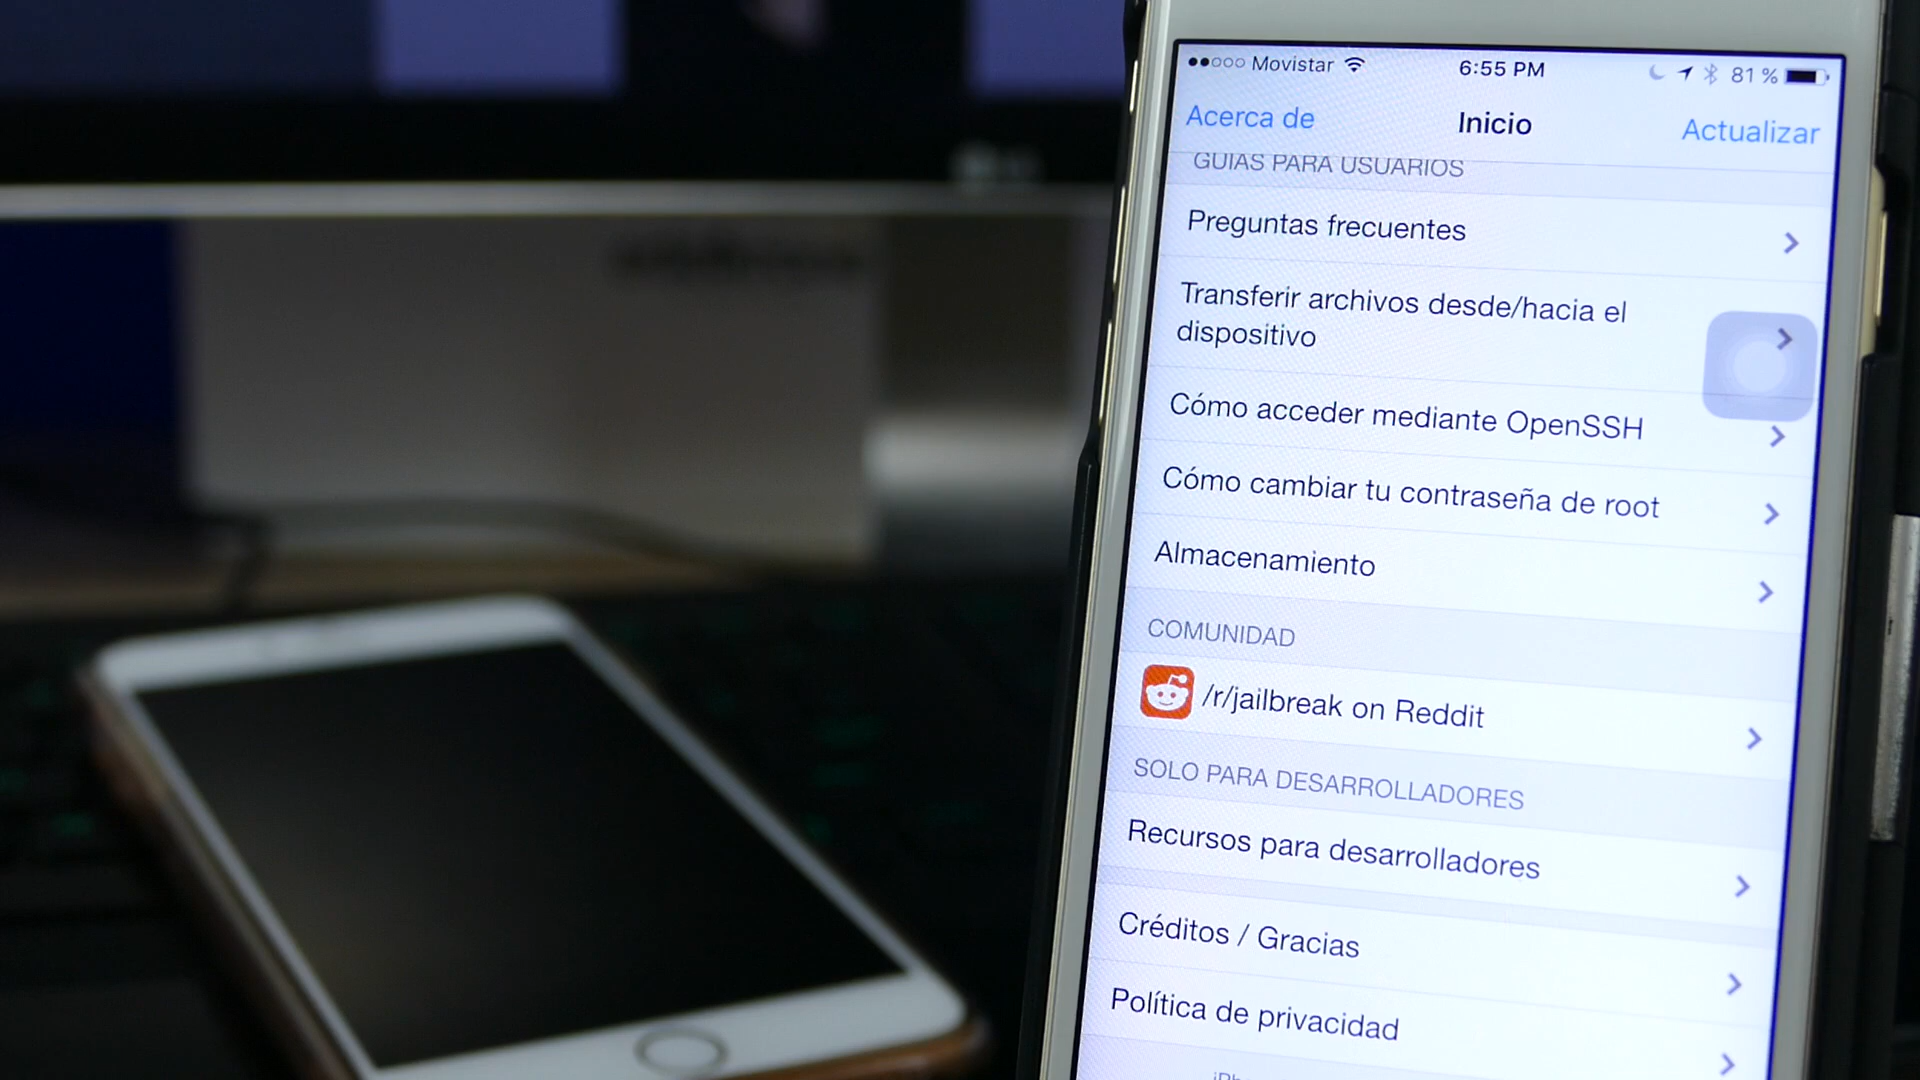 Movistar 6:55 PM 81 %
Acerca de Inicio Actualizar
GUÍAS PARA USUARIOS
Preguntas frecuentes
Transferir archivos desde/hacia el
dispositivo
Cómo acceder mediante OpenSSH
Cómo cambiar tu contraseña de root
Almacenamiento
COMUNIDAD
/r/jailbreak on Reddit
SOLO PARA DESARROLLADORES
Recursos para desarrolladores
Créditos / Gracias
Política de privacidad